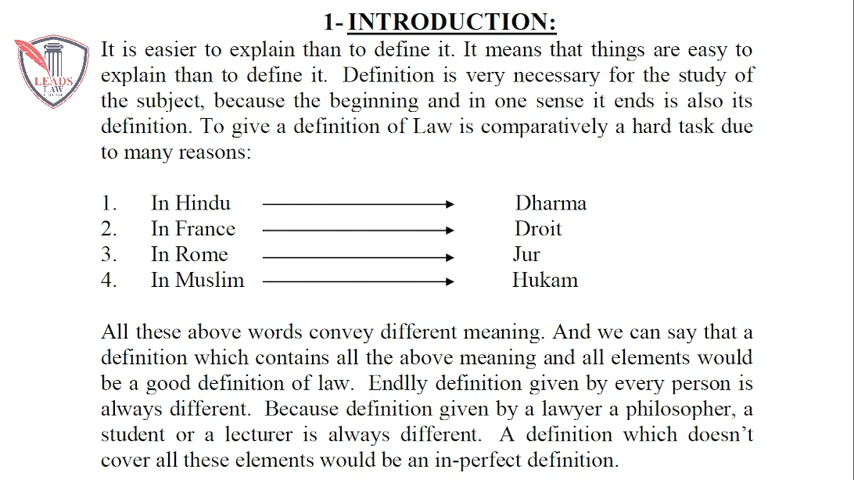 1- INTRODUCTION:
LEADS
LAW
It is easier to explain than to define it. It means that things are easy to
explain than to define it. Definition is very necessary for the study of
the subject, because the beginning and in one sense it ends is also its
definition. To give a definition of Law is comparatively a hard task due
to many reasons:
1. In Hindu Dharma
2. In France Droit
3. In Rome Jur
4. In Muslim Hukam
All these above words convey different meaning. And we can say that a
definition which contains all the above meaning and all elements would
be a good definition of law. Endlly definition given by every person is
always different. Because definition given by a lawyer a philosopher, a
student or a lecturer is always different. A definition which doesn't
cover all these elements would be an in-perfect definition.